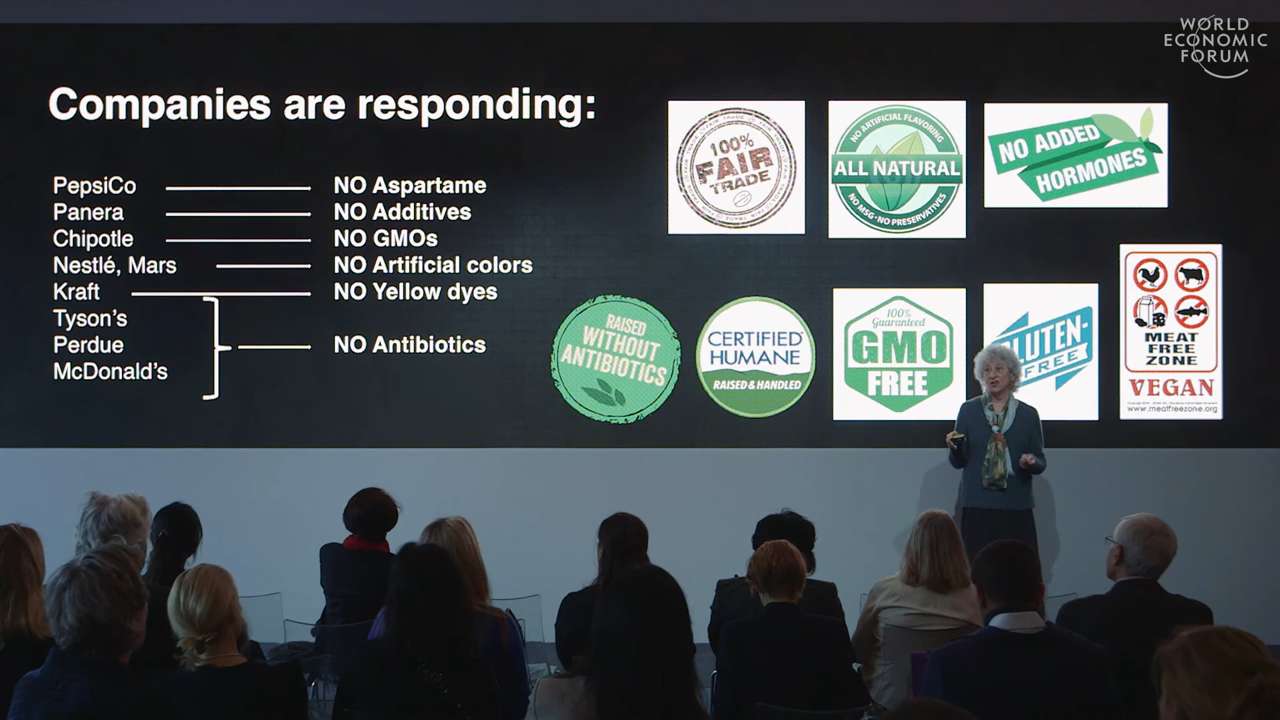 WORLD
ECONOMIC
FORUM
Companies are responding:
PepsiCo NO Aspartame
Panera NO Additives
Chipotle NO GMOs
Nestlé, Mars NO Artificial colors
Kraft NO Yellow dyes
Tyson's
Perdue NO Antibiotics
McDonald's
100%
FAIR
TRADE
NO ARTIFICIAL FLAVORING
ALL NATURAL
NO MSG • NO PRESERVATIVES
NO ADDED
HORMONES
RAISED
WITHOUT
ANTIBIOTICS
CERTIFIED
HUMANE
RAISED & HANDLED
100%
Guaranteed
GMO
FREE
LUTEN-
FREE
MEAT
FREE
ZONE
VEGAN
www.meatfreezone.org